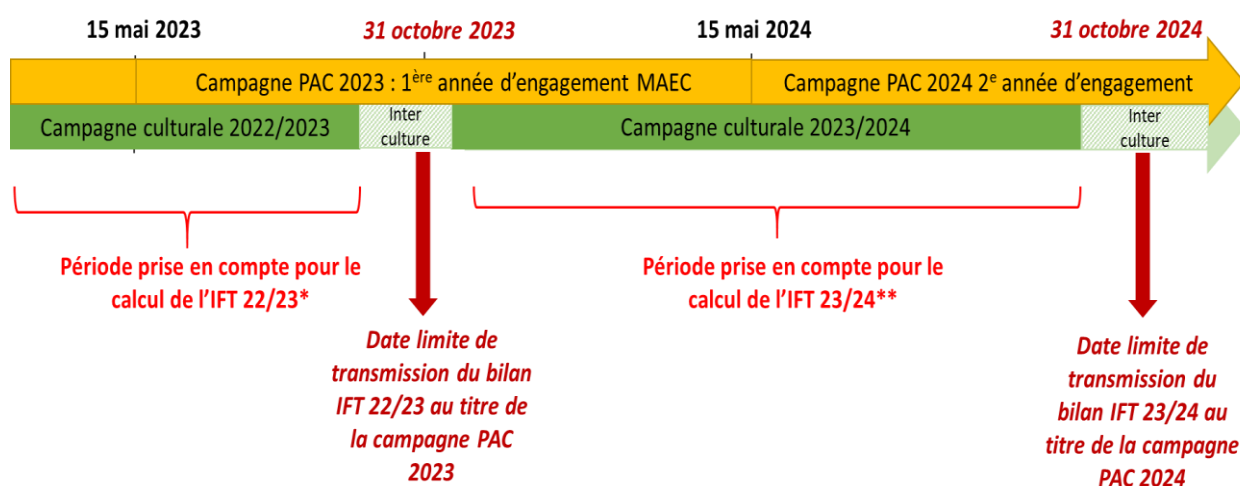 15 mai 2023
31 octobre 2023
15 mai 2024
31 octobre 2024
Campagne PAC 2023 : 1ère année d’engagement MAEC
Campagne PAC 2024 2e année d’engagement
Campagne culturale 2022/2023
Inter
culture
Campagne culturale 2023/2024
Inter
culture
Période prise en compte pour le
calcul de l’IFT 22/23*
Période prise en compte pour le
calcul de l’IFT 23/24**
Date limite de
transmission du bilan
IFT 22/23 au titre de
la campagne PAC
2023
Date limite de
transmission du
bilan IFT 23/24 au
titre de la campagne
PAC 2024